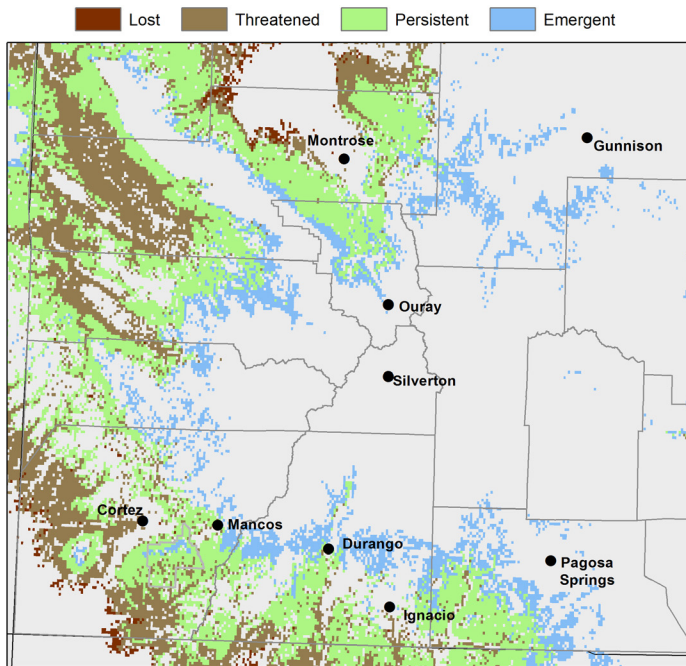 Lost Threatened Persistent Emergent
Gunnison
Montrose
Ouray
Silverton
Cortez
Mancos
Durango
Pagosa
Springs
Ignacio